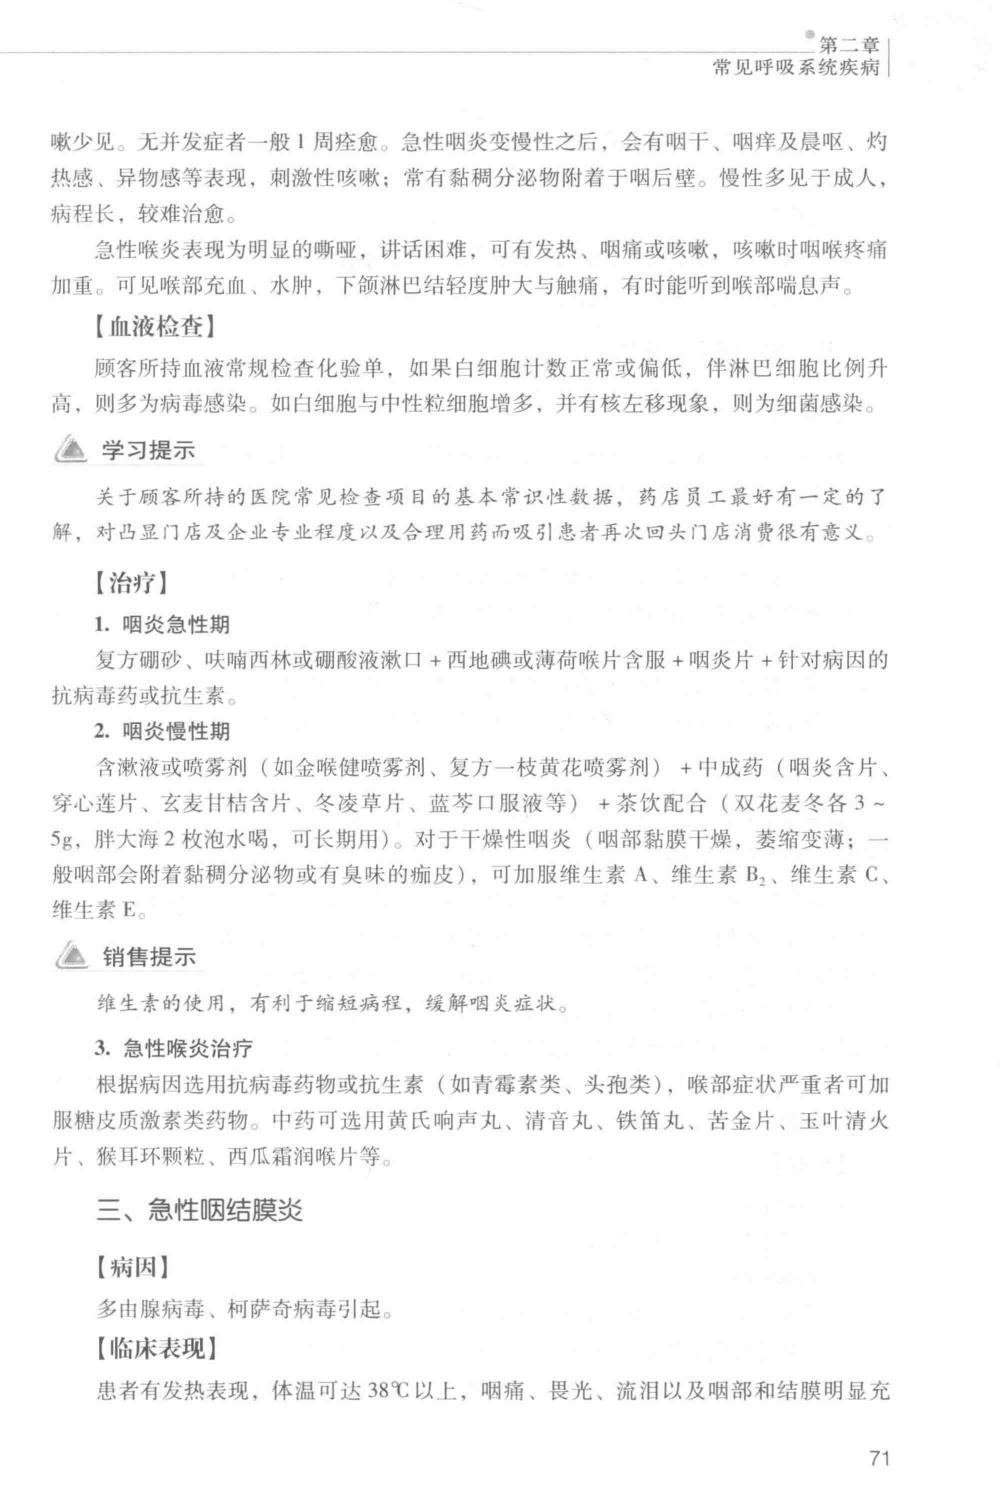 第二章
常见呼吸系统疾病
嗽少见。无并发症者一般 1 周痊愈。急性咽炎变慢性之后，会有咽干、咽痒及晨呕、灼
热感、异物感等表现，刺激性咳嗽；常有黏稠分泌物附着于咽后壁。慢性多见于成人，
病程长，较难治愈。
急性喉炎表现为明显的嘶哑，讲话困难，可有发热、咽痛或咳嗽，咳嗽时咽喉疼痛
加重。可见喉部充血、水肿，下颌淋巴结轻度肿大与触痛，有时能听到喉部喘息声。
【血液检查】
顾客所持血液常规检查化验单，如果白细胞计数正常或偏低，伴淋巴细胞比例升
高，则多为病毒感染。如白细胞与中性粒细胞增多，并有核左移现象，则为细菌感染。
学习提示
关于顾客所持的医院常见检查项目的基本常识性数据，药店员工最好有一定的了
解，对凸显门店及企业专业程度以及合理用药而吸引患者再次回头门店消费很有意义。
【治疗】
1. 咽炎急性期
复方硼砂、呋喃西林或硼酸液漱口 + 西地碘或薄荷喉片含服 + 咽炎片 + 针对病因的
抗病毒药或抗生素。
2. 咽炎慢性期
含漱液或喷雾剂（如金喉健喷雾剂、复方一枝黄花喷雾剂） + 中成药（咽炎含片、
穿心莲片、玄麦甘桔含片、冬凌草片、蓝芩口服液等） + 茶饮配合（双花麦冬各 3 ~
5g，胖大海 2 枚泡水喝，可长期用）。对于干燥性咽炎（咽部黏膜干燥，萎缩变薄；一
般咽部会附着黏稠分泌物或有臭味的痂皮），可加服维生素 A、维生素 B₂、维生素 C、
维生素 E。
销售提示
维生素的使用，有利于缩短病程，缓解咽炎症状。
3. 急性喉炎治疗
根据病因选用抗病毒药物或抗生素（如青霉素类、头孢类），喉部症状严重者可加
服糖皮质激素类药物。中药可选用黄氏响声丸、清音丸、铁笛丸、苦金片、玉叶清火
片、猴耳环颗粒、西瓜霜润喉片等。
三、急性咽结膜炎
【病因】
多由腺病毒、柯萨奇病毒引起。
【临床表现】
患者有发热表现，体温可达 38℃以上，咽痛、畏光、流泪以及咽部和结膜明显充
71